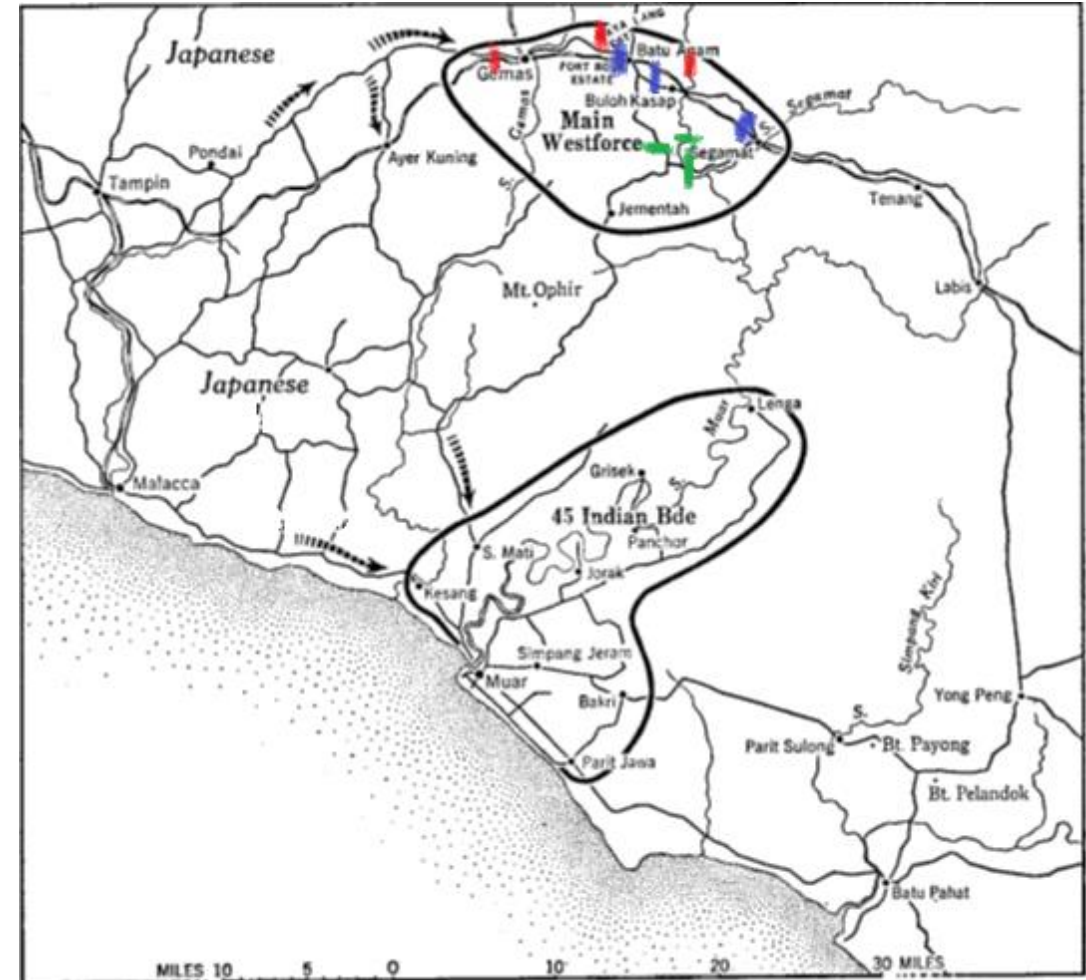 Japanese
Batu Anam
Gemas
FORT RO
ESTATE
Buloh Kasap
Segamat
S.
Gemas
S.
Main
Westforce
Segamat
Pondai
Ayer Kuning
Tampin
Jementah
Tenang
Mt. Ophir
Labis
Japanese
Malacca
Lenga
Muar
S.
Grisek
45 Indian Bde
Panchor
S. Mati
Jorak
Kesang
Simpang Kiri
S.
Simpang Jeram
Muar
Bakri
Yong Peng
Parit Sulong
Bt. Payong
Parit Jawa
Bt. Pelandok
Batu Pahat
MILES 10 5 0 10 20 30 MILES